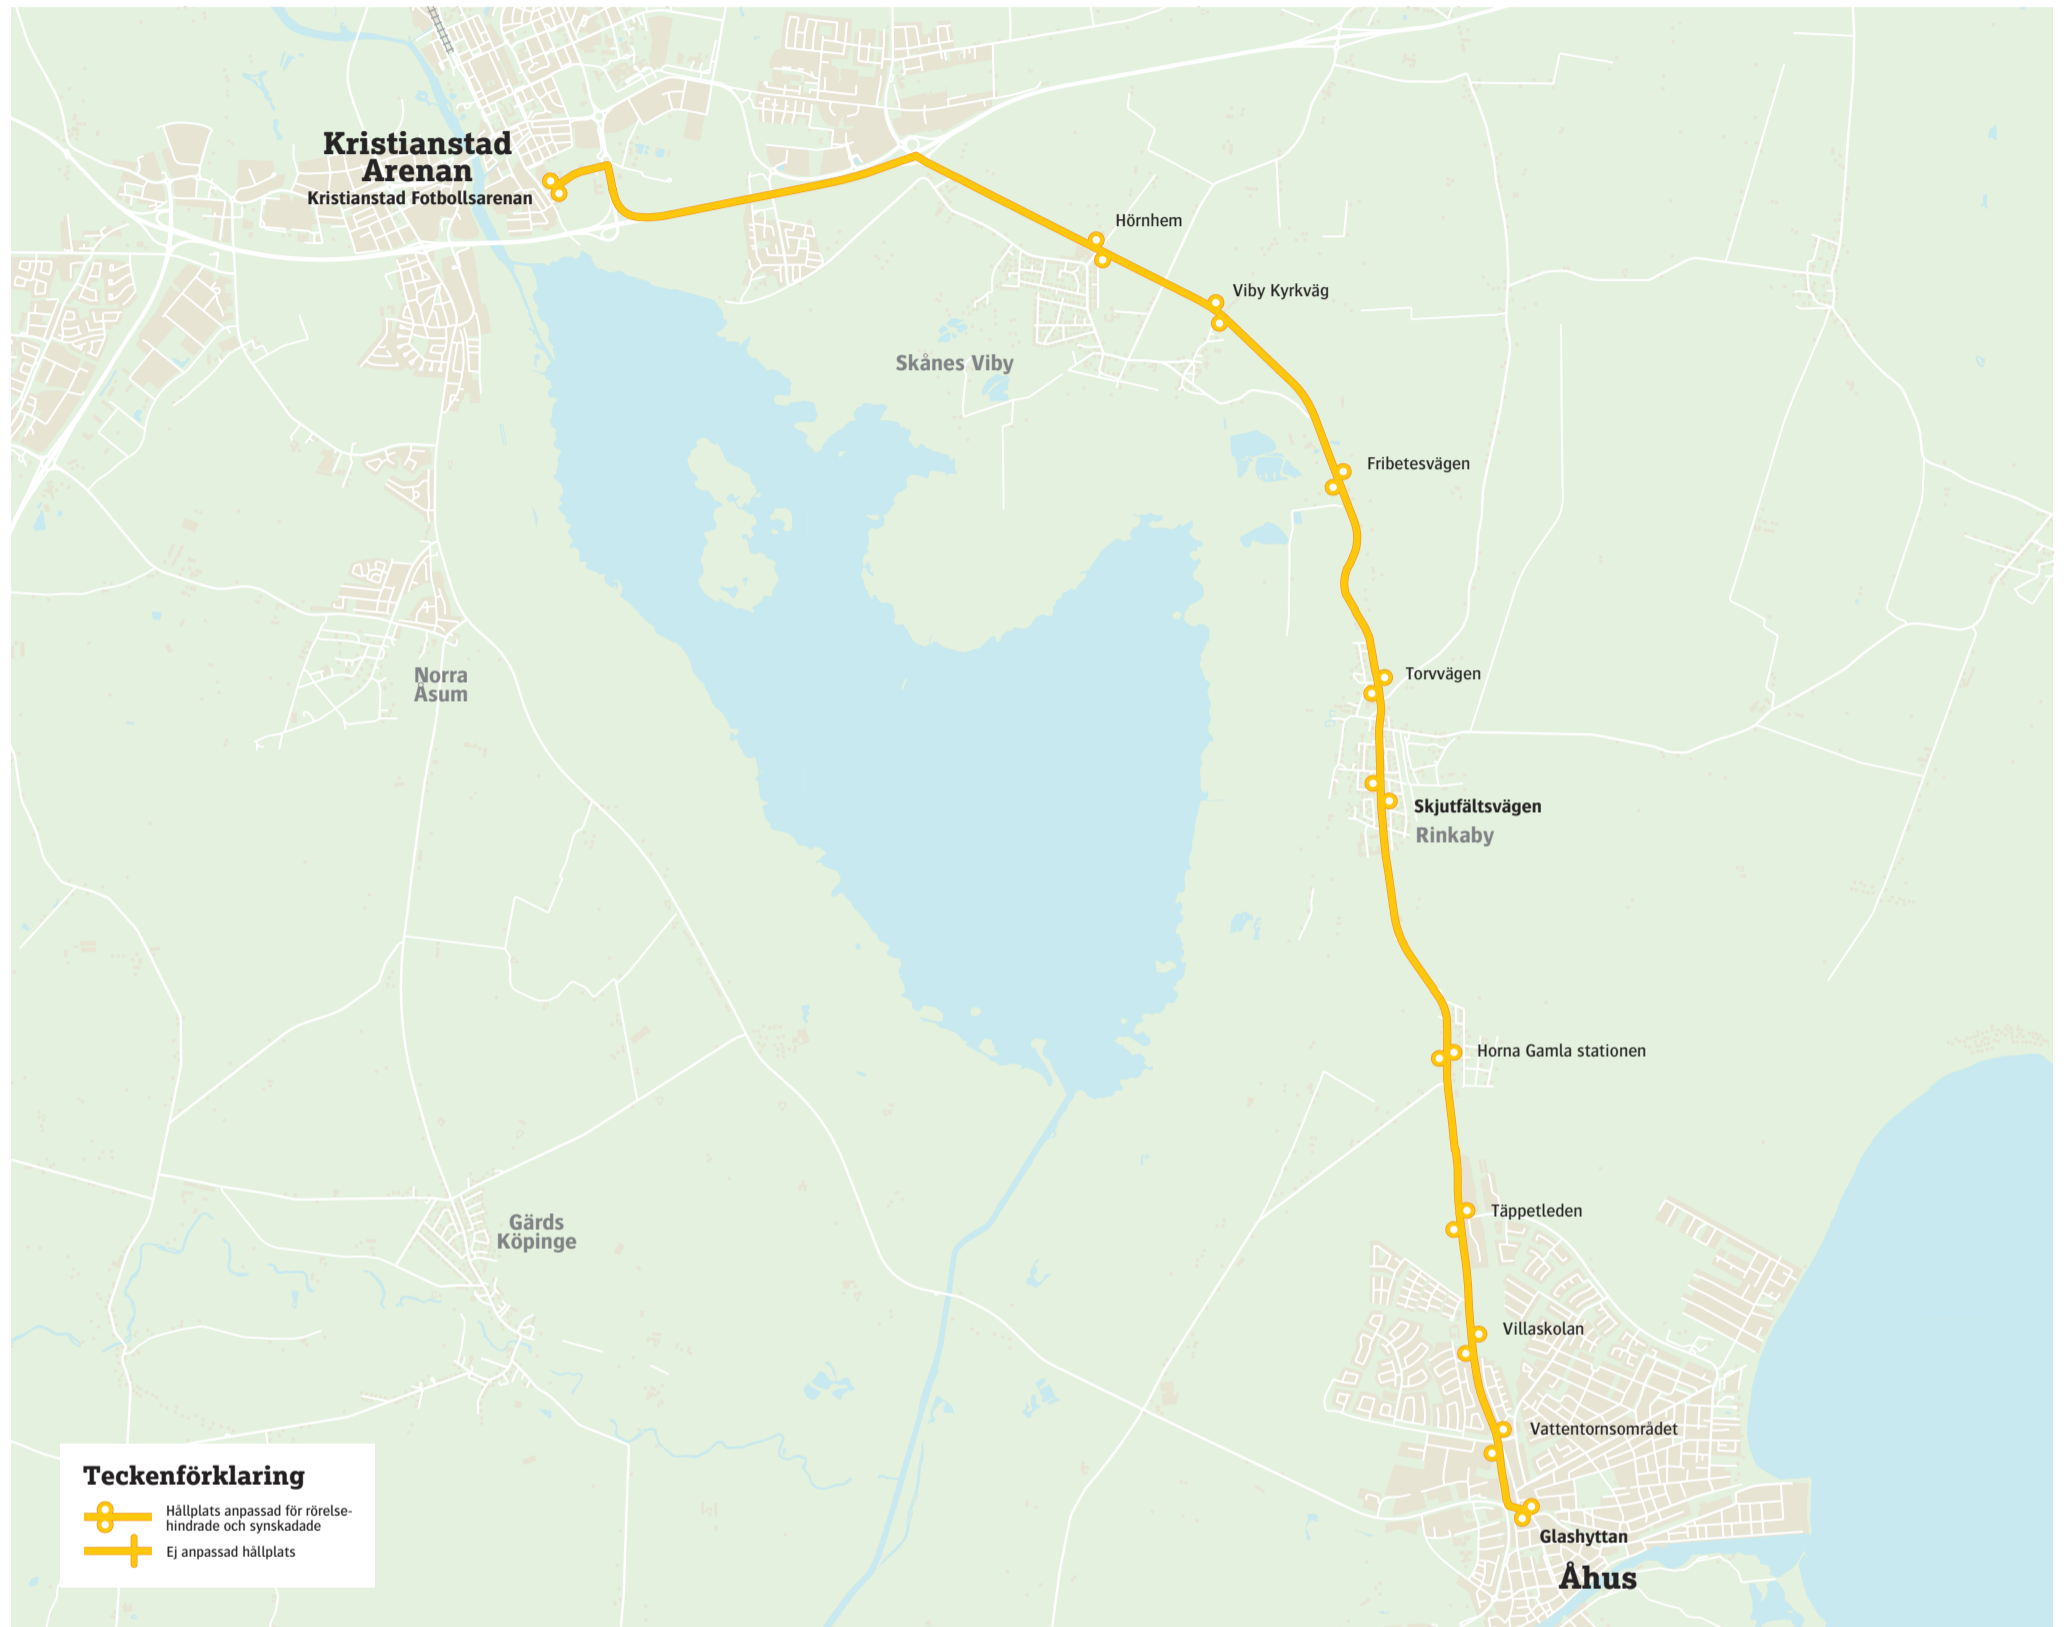 Kristianstad
Arenan
Kristianstad Fotbollsarenan
Hörnhem
Viby Kyrkväg
Skånes Viby
Fribetesvägen
Norra
Åsum
Torvvägen
Skjutfältsvägen
Rinkaby
Horna Gamla stationen
Täppetleden
Gärds
Köpinge
Villaskolan
Vattentornsområdet
Glashyttan
Åhus
Teckenförklaring
Hållplats anpassad för rörelse-
hindrade och synskadade
Ej anpassad hållplats